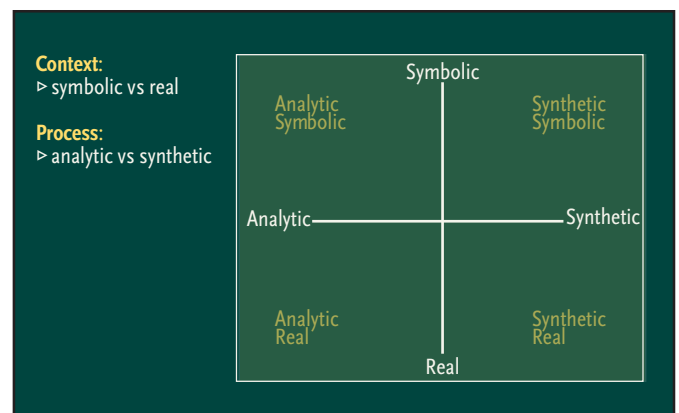 Context:
▷ symbolic vs real
Process:
▷ analytic vs synthetic
Symbolic
Analytic
Symbolic
Synthetic
Symbolic
Analytic
Synthetic
Analytic
Real
Synthetic
Real
Real